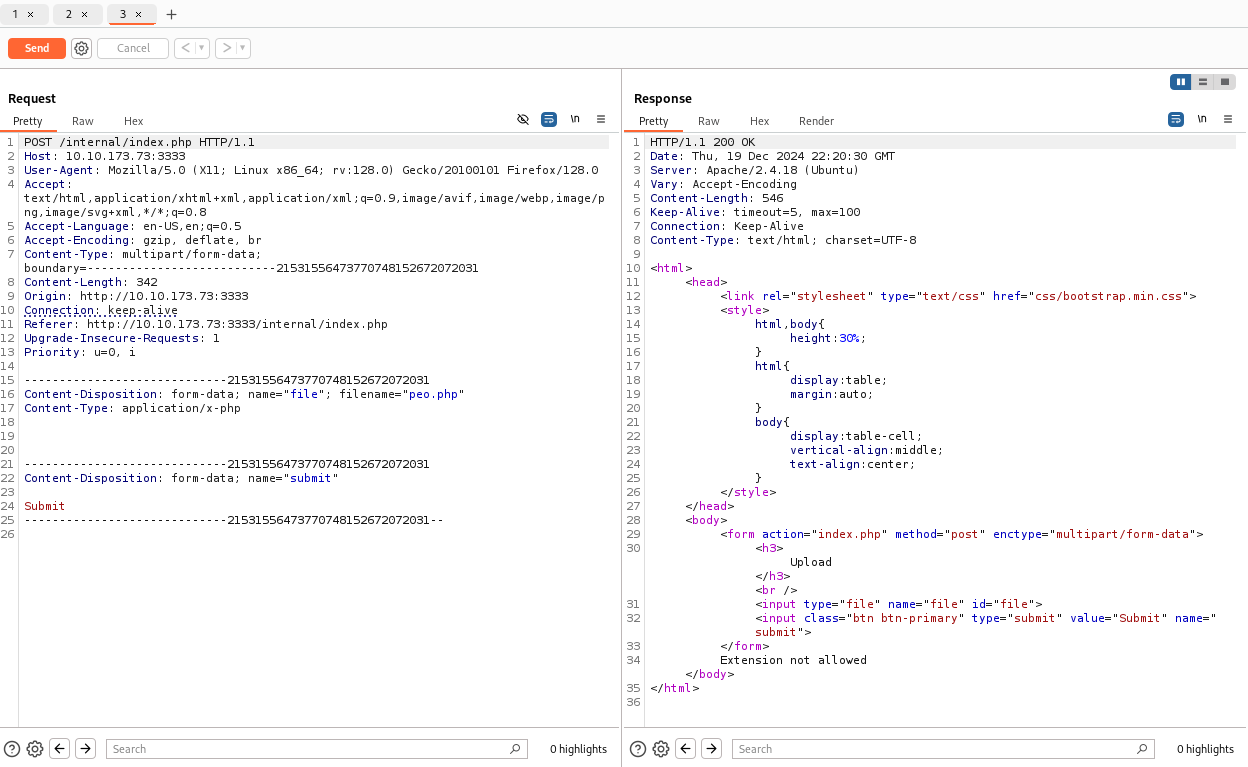 1 × 2 × 3 × +
Send Cancel < > 
Request
Pretty Raw Hex \n
1 POST /internal/index.php HTTP/1.1
2 Host: 10.10.173.73:3333
3 User-Agent: Mozilla/5.0 (X11; Linux x86_64; rv:128.0) Gecko/20100101 Firefox/128.0
4 Accept:
text/html,application/xhtml+xml,application/xml;q=0.9,image/avif,image/webp,image/p
ng,image/svg+xml,*/*;q=0.8
5 Accept-Language: en-US,en;q=0.5
6 Accept-Encoding: gzip, deflate, br
7 Content-Type: multipart/form-data;
boundary=---------------------------215315564737707481526720​72031
8 Content-Length: 342
9 Origin: http://10.10.173.73:3333
10 Connection: keep-alive
11 Referer: http://10.10.173.73:3333/internal/index.php
12 Upgrade-Insecure-Requests: 1
13 Priority: u=0, i
14
15 -----------------------------21531556473770748152672072031
16 Content-Disposition: form-data; name="file"; filename="peo.php"
17 Content-Type: application/x-php
18
19
20
21 -----------------------------21531556473770748152672072031
22 Content-Disposition: form-data; name="submit"
23
24 Submit
25 -----------------------------21531556473770748152672072031--
26
Search 0 highlights
Response
Pretty Raw Hex Render \n
1 HTTP/1.1 200 OK
2 Date: Thu, 19 Dec 2024 22:20:30 GMT
3 Server: Apache/2.4.18 (Ubuntu)
4 Vary: Accept-Encoding
5 Content-Length: 546
6 Keep-Alive: timeout=5, max=100
7 Connection: Keep-Alive
8 Content-Type: text/html; charset=UTF-8
9
10 <html>
11 <head>
12 <link rel="stylesheet" type="text/css" href="css/bootstrap.min.css">
13 <style>
14 html,body{
15 height:30%;
16 }
17 html{
18 display:table;
19 margin:auto;
20 }
21 body{
22 display:table-cell;
23 vertical-align:middle;
24 text-align:center;
25 }
26 </style>
27 </head>
28 <body>
29 <form action="index.php" method="post" enctype="multipart/form-data">
30 <h3>
Upload
</h3>
<br />
31 <input type="file" name="file" id="file">
32 <input class="btn btn-primary" type="submit" value="Submit" name="
submit">
33 </form>
34 Extension not allowed
</body>
35 </html>
36
Search 0 highlights